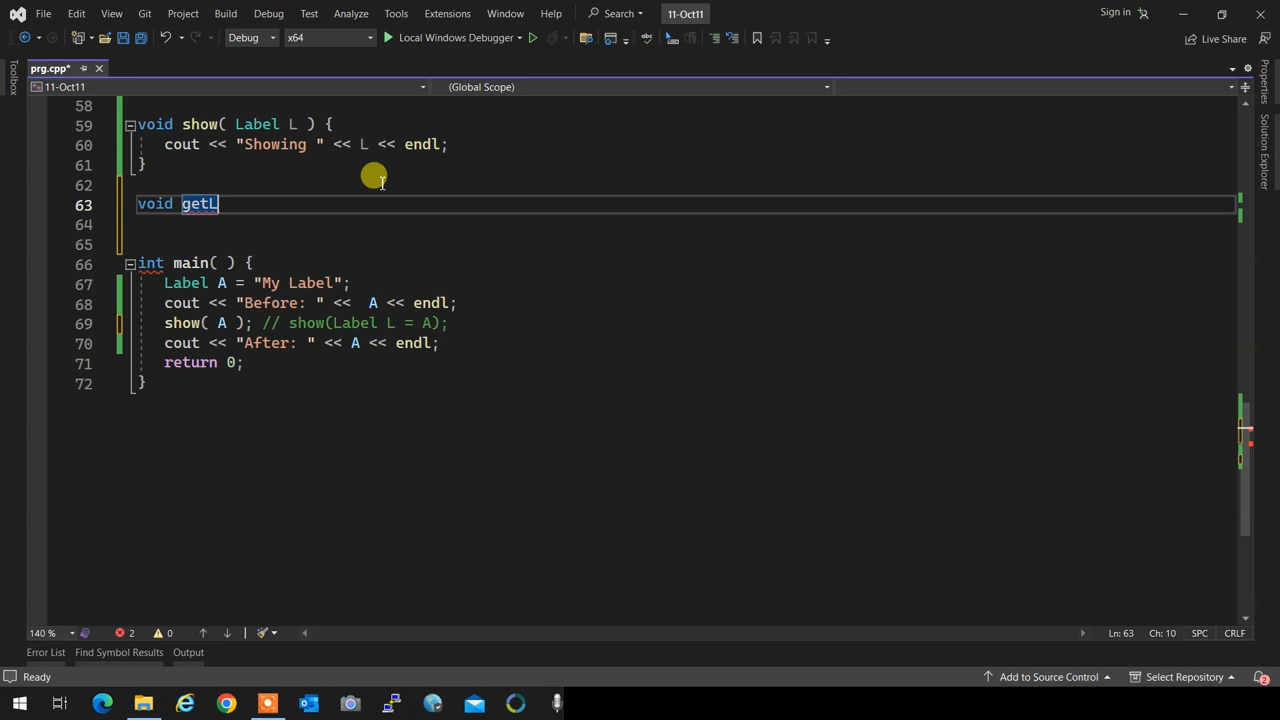 File Edit View Git Project Build Debug Test Analyze Tools Extensions Window Help Search 11-Oct11 Sign in
Debug x64 Local Windows Debugger Live Share
prg.cpp*
11-Oct11 (Global Scope)
Toolbox
Properties
Solution Explorer
58
59 void show( Label L ) {
60 cout << "Showing " << L << endl;
61 }
62
63 void getL
64
65
66 int main( ) {
67 Label A = "My Label";
68 cout << "Before: " <<  A << endl;
69 show( A ); // show(Label L = A);
70 cout << "After: " << A << endl;
71 return 0;
72 }
140 % 2 0 Ln: 63 Ch: 10 SPC CRLF
Error List Find Symbol Results Output
Ready Add to Source Control Select Repository 2